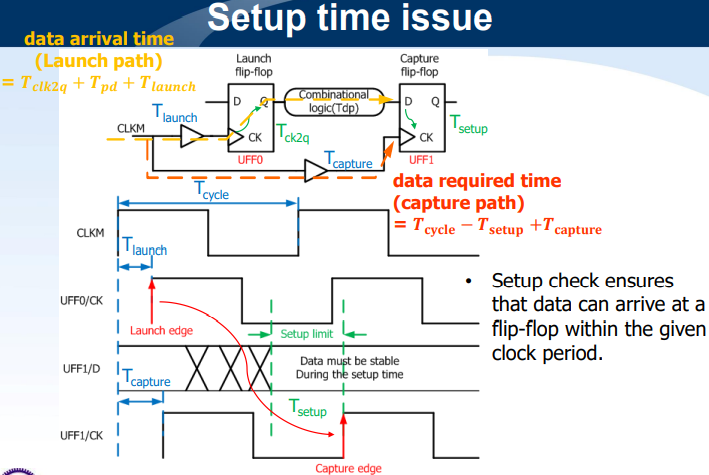 Setup time issue
data arrival time
(Launch path)
= T_clk2q + T_pd + T_launch
Launch
flip-flop
Capture
flip-flop
Combinational
logic(Tdp)
D
Q
D
Q
T_launch
T_ck2q
T_setup
CLKM
CK
CK
UFF0
UFF1
T_capture
data required time
(capture path)
= T_cycle − T_setup +T_capture
T_cycle
CLKM
T_launch
UFF0/CK
Launch edge
Setup limit
• Setup check ensures
that data can arrive at a
flip-flop within the given
clock period.
UFF1/D
Data must be stable
During the setup time
T_capture
T_setup
UFF1/CK
Capture edge